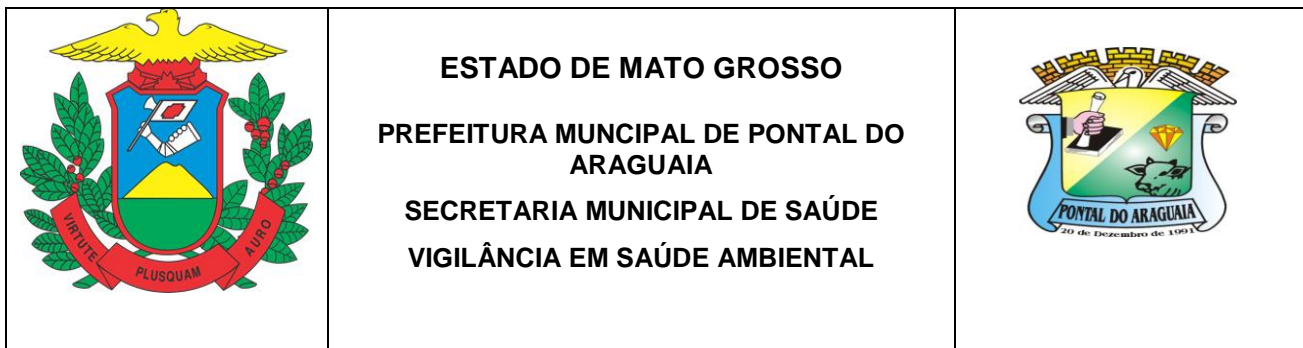 VIRTUTE PLUSQUAM AURO
ESTADO DE MATO GROSSO
PREFEITURA MUNCIPAL DE PONTAL DO
ARAGUAIA
SECRETARIA MUNICIPAL DE SAÚDE
VIGILÂNCIA EM SAÚDE AMBIENTAL
PONTAL DO ARAGUAIA
20 de Dezembro de 1991